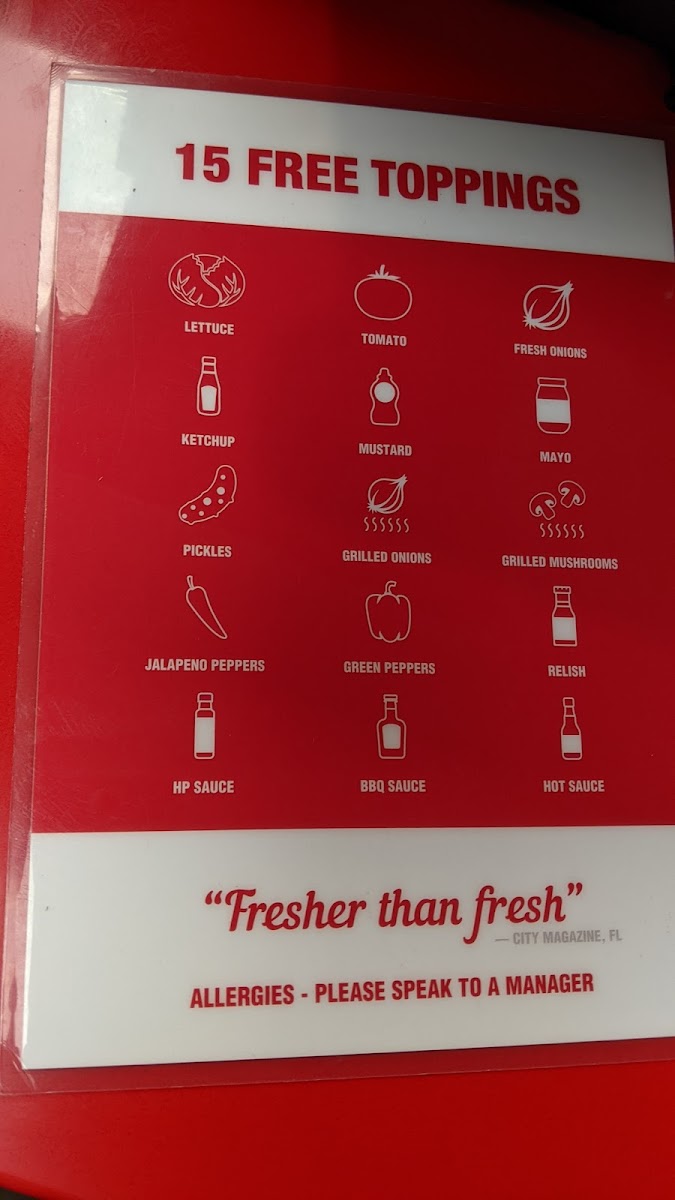 15 FREE TOPPINGS
LETTUCE TOMATO FRESH ONIONS
KETCHUP MUSTARD MAYO
PICKLES GRILLED ONIONS GRILLED MUSHROOMS
JALAPENO PEPPERS GREEN PEPPERS RELISH
HP SAUCE BBQ SAUCE HOT SAUCE
“Fresher than fresh”
— CITY MAGAZINE, FL
ALLERGIES - PLEASE SPEAK TO A MANAGER